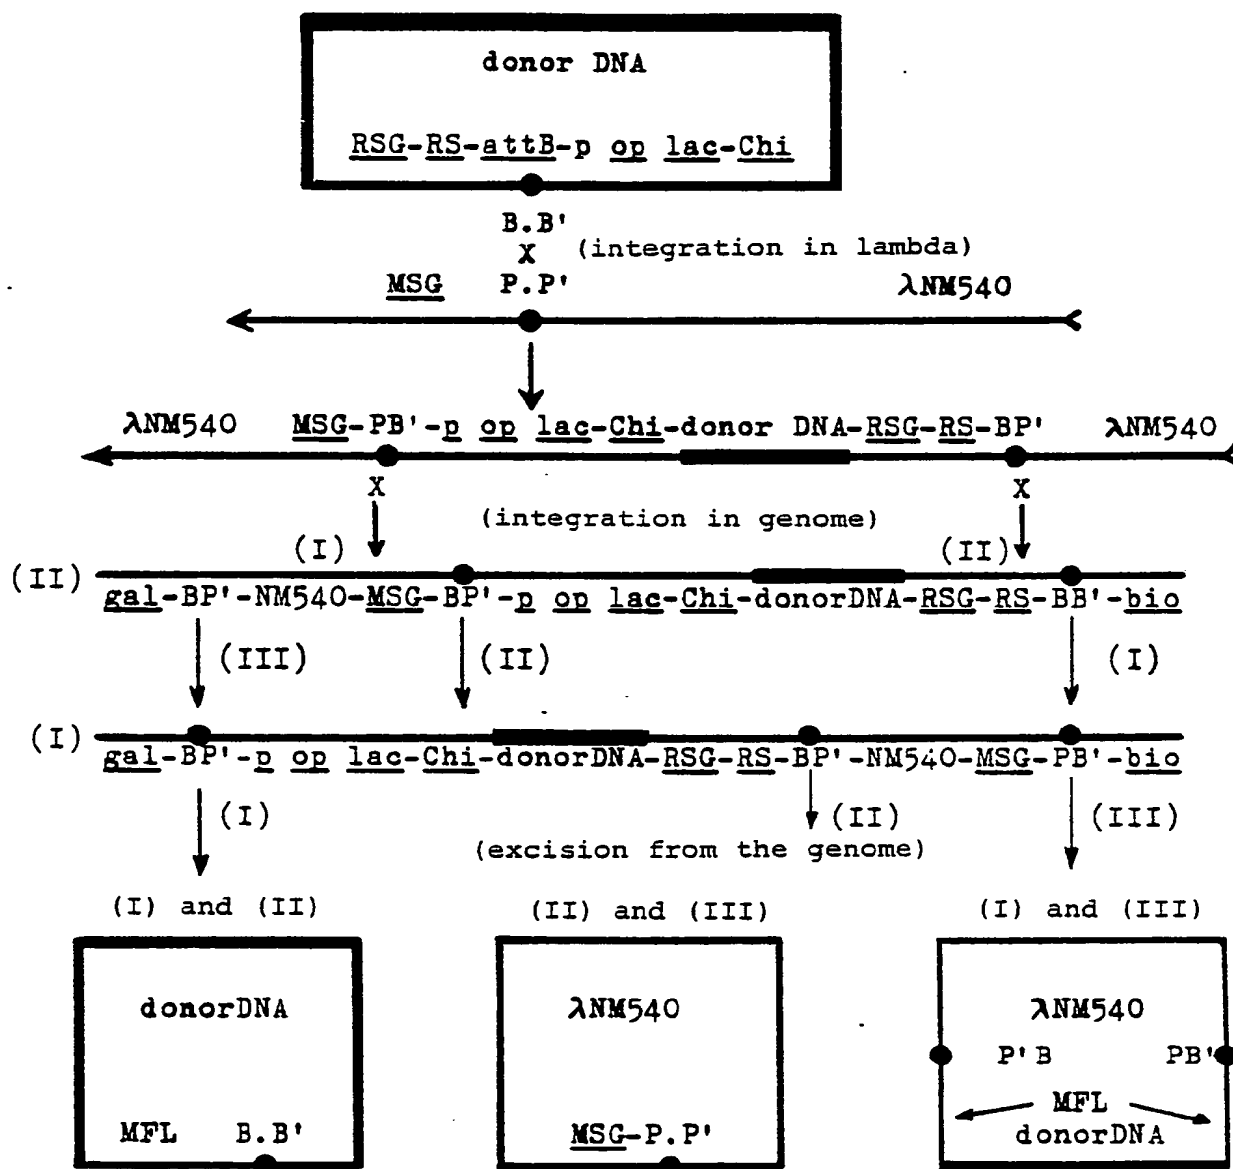 donor DNA
RSG-RS-attB-p op lac-Chi
B.B'
X (integration in lambda)
MSG P.P' λNM540
λNM540 MSG-PB'-p op lac-Chi-donor DNA-RSG-RS-BP' λNM540
X X
(integration in genome)
(I) (II)
(II)
gal-BP'-NM540-MSG-BP'-p op lac-Chi-donorDNA-RSG-RS-BB'-bio
(III) (II) (I)
(I)
gal-BP'-p op lac-Chi-donorDNA-RSG-RS-BP'-NM540-MSG-PB'-bio
(I) (II) (III)
(excision from the genome)
(I) and (II) (II) and (III) (I) and (III)
donorDNA λNM540 λNM540
P'B PB'
MFL
donorDNA
MFL B.B' MSG-P.P'